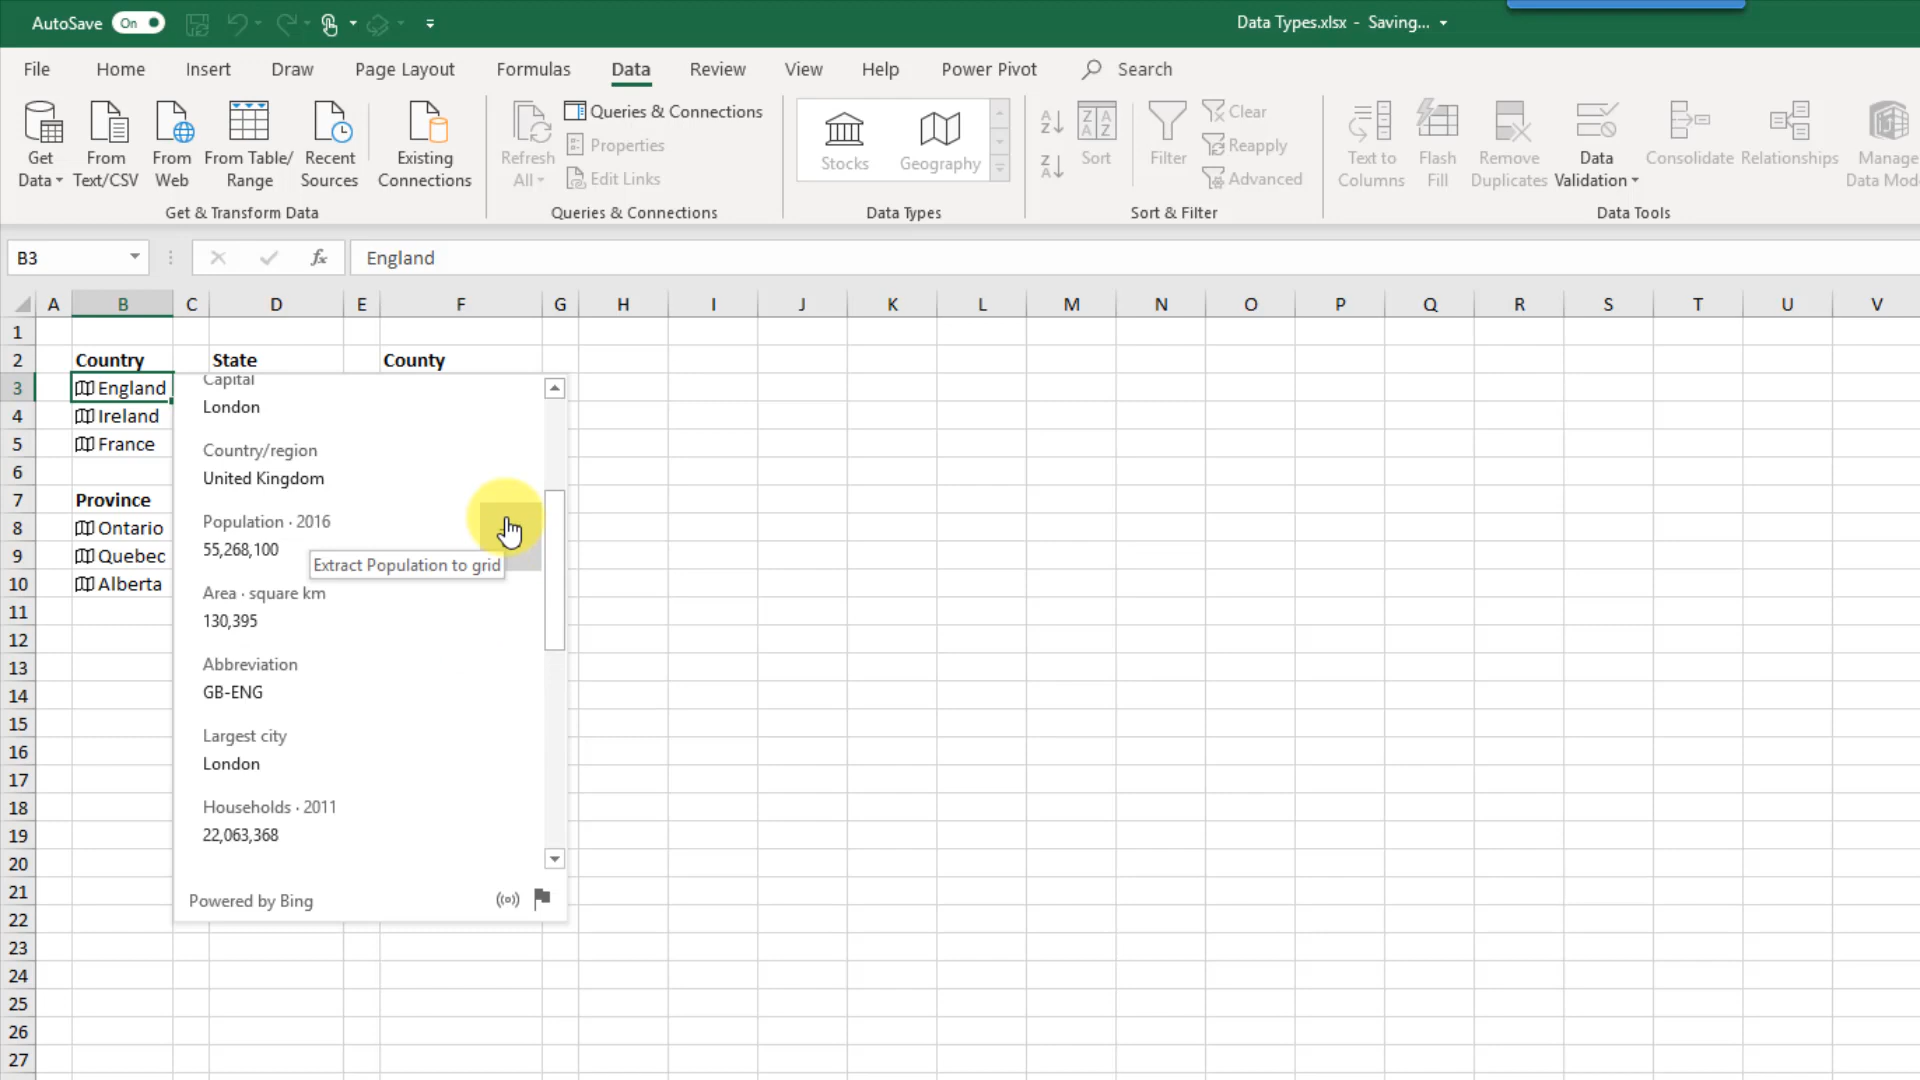 AutoSave On
Data Types.xlsx - Saving...
File Home Insert Draw Page Layout Formulas Data Review View Help Power Pivot Search
Get Data
From Text/CSV
From Web
From Table/ Range
Recent Sources
Existing Connections
Get & Transform Data
Refresh All
Queries & Connections
Properties
Edit Links
Queries & Connections
Stocks
Geography
Data Types
Sort
Filter
Clear
Reapply
Advanced
Sort & Filter
Text to Columns
Flash Fill
Remove Duplicates
Data Validation
Consolidate
Relationships
Manage
Data Mod
Data Tools
B3 fx England
A B C D E F G H I J K L M N O P Q R S T U V
1
2 Country State County
3 England
4 Ireland
5 France
6
7 Province
8 Ontario
9 Quebec
10 Alberta
11
12
13
14
15
16
17
18
19
20
21
22
23
24
25
26
27
Capital
London
Country/region
United Kingdom
Population · 2016
55,268,100
Extract Population to grid
Area · square km
130,395
Abbreviation
GB-ENG
Largest city
London
Households · 2011
22,063,368
Powered by Bing